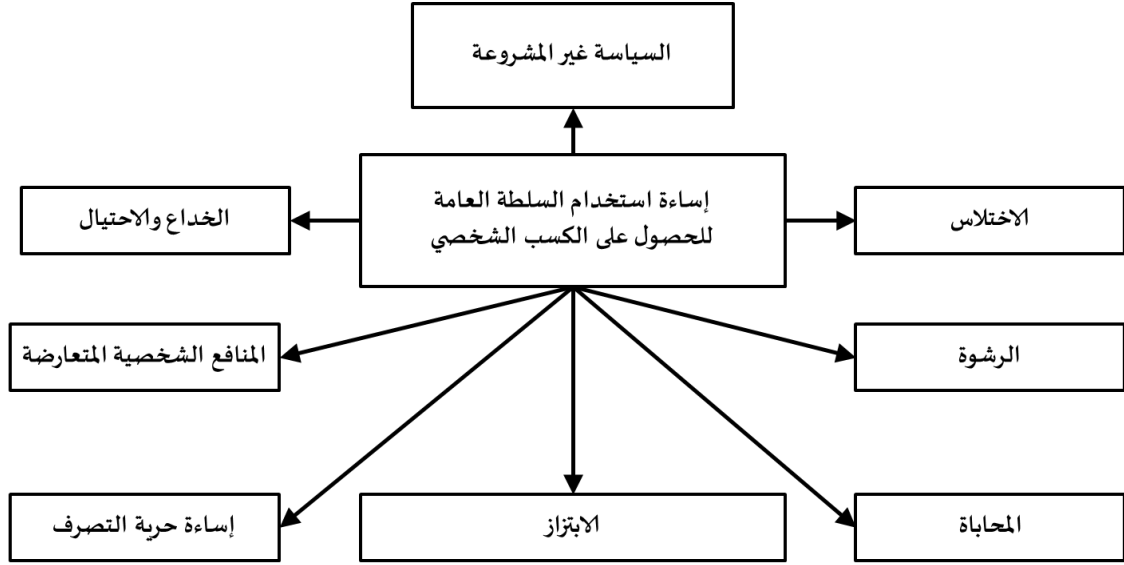 السياسة غير المشروعة
إساءة استخدام السلطة العامة
للحصول على الكسب الشخصي
الاختلاس
الخداع والاحتيال
الرشوة
المنافع الشخصية المتعارضة
المحاباة
الابتزاز
إساءة حرية التصرف